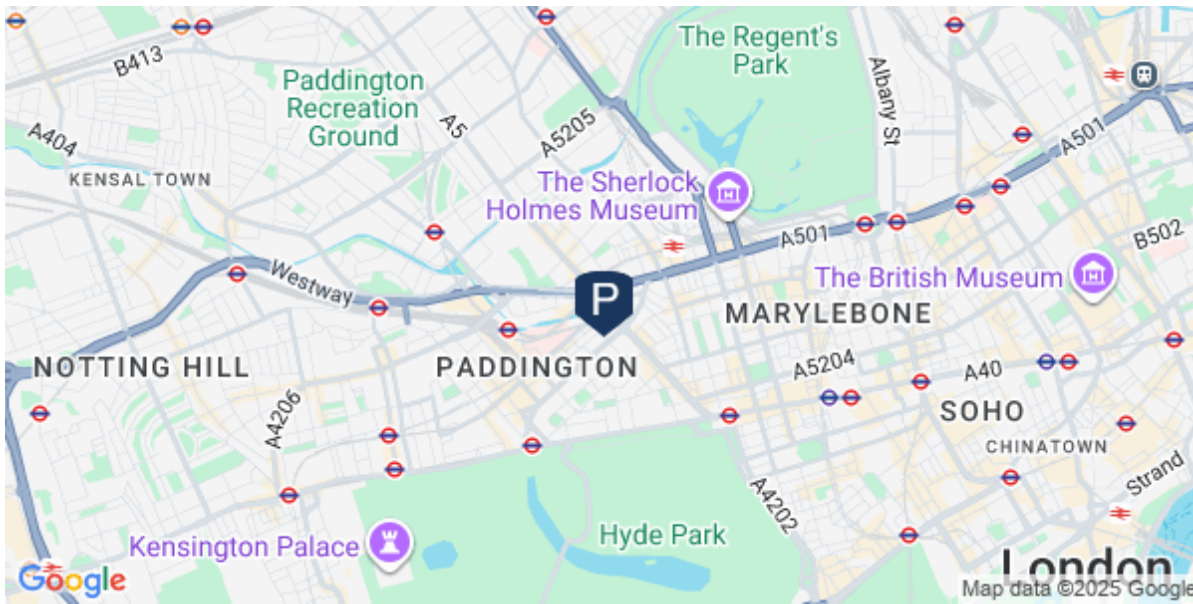 The Regent's
Park
B413
Paddington
Recreation
Ground
A5
A5205
Albany St
A501
A404
KENSAL TOWN
The Sherlock
Holmes Museum
A501
B502
Westway
The British Museum
P
MARYLEBONE
NOTTING HILL
PADDINGTON
A5204
A40
A4206
SOHO
CHINATOWN
Strand
A4202
Kensington Palace
Hyde Park
London
Google
Map data ©2025 Google